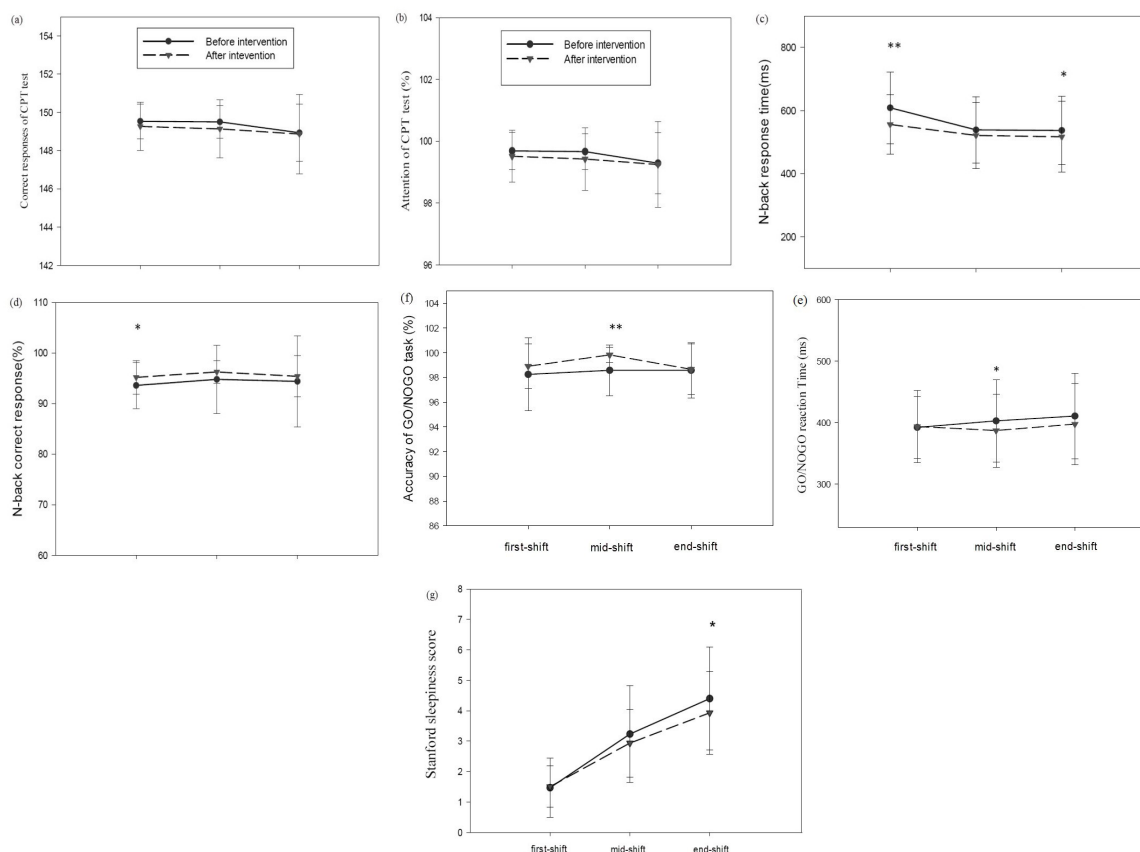 (a)
Correct responses of CPT test
154
152
150
148
146
144
142
Before intervention
After intevention
(b)
Attention of CPT test (%)
104
102
100
98
96
Before intervention
After intervention
(c)
N-back response time(ms)
800
600
400
200
**
*
(d)
N-back correct response(%)
110
100
90
80
70
60
*
(f)
Accuracy of GO/NOGO task (%)
104
102
100
98
96
94
92
90
88
86
**
first-shift mid-shift end-shift
(e)
GO/NOGO reaction Time (ms)
600
500
400
300
*
first-shift mid-shift end-shift
(g)
Stanford sleepiness score
8
7
6
5
4
3
2
1
0
*
first-shift mid-shift end-shift